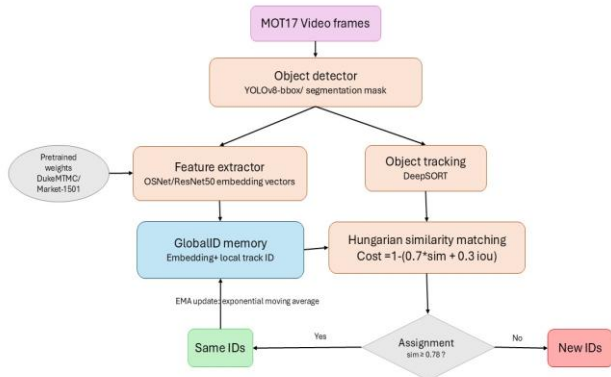 MOT17 Video frames
Object detector
YOLOv8-bbox/ segmentation mask
Pretrained
weights
DukeMTMC/
Market-1501
Feature extractor
OSNet/ResNet50 embedding vectors
Object tracking
DeepSORT
GlobalID memory
Embedding+ local track ID
Hungarian similarity matching
Cost =1-(0.7*sim + 0.3 iou)
EMA update: exponential moving average
Same IDs
Yes
Assignment
sim ≥ 0.78 ?
No
New IDs